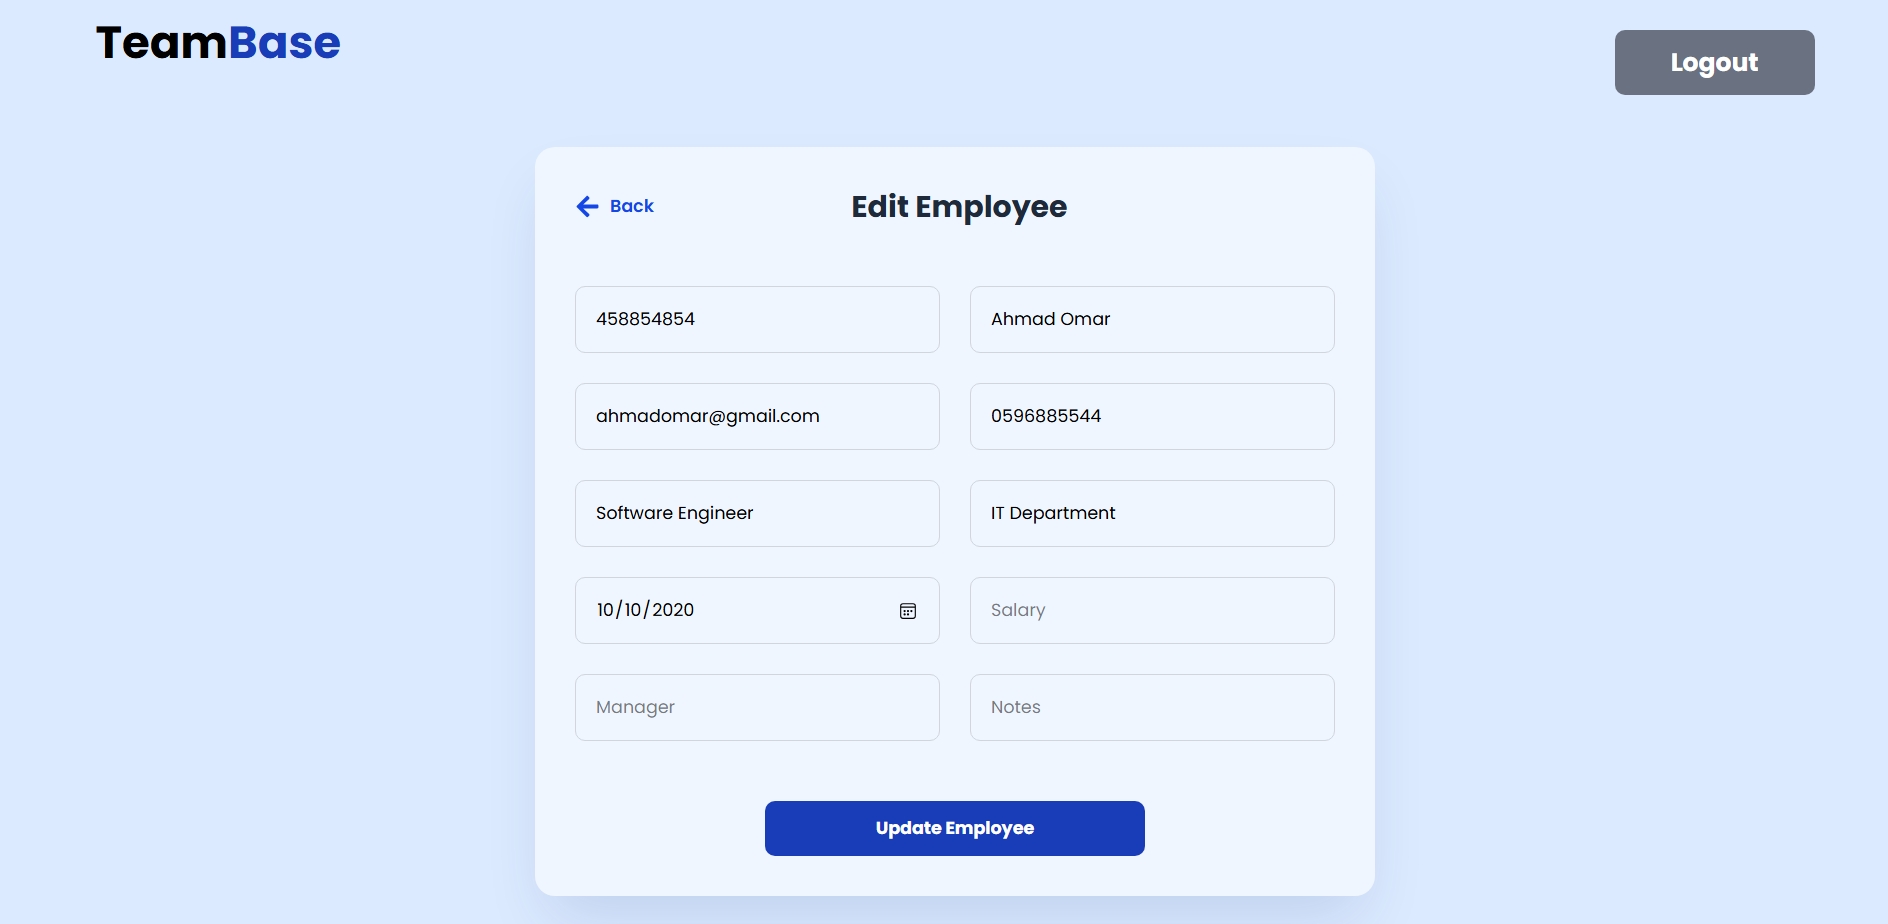 TeamBase
Logout
Back
Edit Employee
458854854
Ahmad Omar
ahmadomar@gmail.com
0596885544
Software Engineer
IT Department
10/10/2020
Salary
Manager
Notes
Update Employee